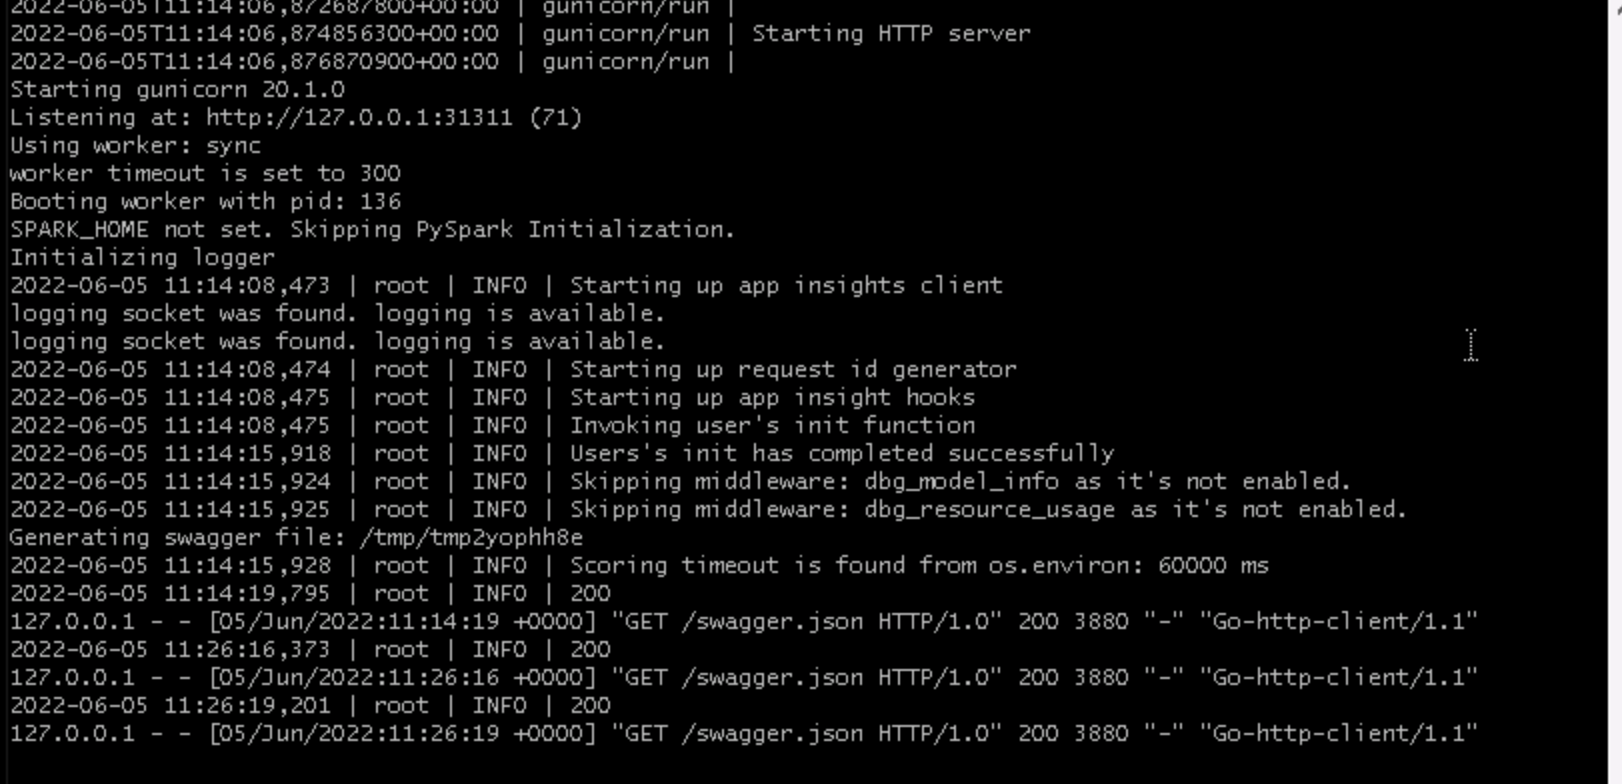 2022-06-05T11:14:06,872687800+00:00 | gunicorn/run |
2022-06-05T11:14:06,874856300+00:00 | gunicorn/run | Starting HTTP server
2022-06-05T11:14:06,876870900+00:00 | gunicorn/run |
Starting gunicorn 20.1.0
Listening at: http://127.0.0.1:31311 (71)
Using worker: sync
worker timeout is set to 300
Booting worker with pid: 136
SPARK_HOME not set. Skipping PySpark Initialization.
Initializing logger
2022-06-05 11:14:08,473 | root | INFO | Starting up app insights client
logging socket was found. logging is available.
logging socket was found. logging is available.
2022-06-05 11:14:08,474 | root | INFO | Starting up request id generator
2022-06-05 11:14:08,475 | root | INFO | Starting up app insight hooks
2022-06-05 11:14:08,475 | root | INFO | Invoking user's init function
2022-06-05 11:14:15,918 | root | INFO | Users's init has completed successfully
2022-06-05 11:14:15,924 | root | INFO | Skipping middleware: dbg_model_info as it's not enabled.
2022-06-05 11:14:15,925 | root | INFO | Skipping middleware: dbg_resource_usage as it's not enabled.
Generating swagger file: /tmp/tmp2yophh8e
2022-06-05 11:14:15,928 | root | INFO | Scoring timeout is found from os.environ: 60000 ms
2022-06-05 11:14:19,795 | root | INFO | 200
127.0.0.1 - - [05/Jun/2022:11:14:19 +0000] "GET /swagger.json HTTP/1.0" 200 3880 "-" "Go-http-client/1.1"
2022-06-05 11:26:16,373 | root | INFO | 200
127.0.0.1 - - [05/Jun/2022:11:26:16 +0000] "GET /swagger.json HTTP/1.0" 200 3880 "-" "Go-http-client/1.1"
2022-06-05 11:26:19,201 | root | INFO | 200
127.0.0.1 - - [05/Jun/2022:11:26:19 +0000] "GET /swagger.json HTTP/1.0" 200 3880 "-" "Go-http-client/1.1"